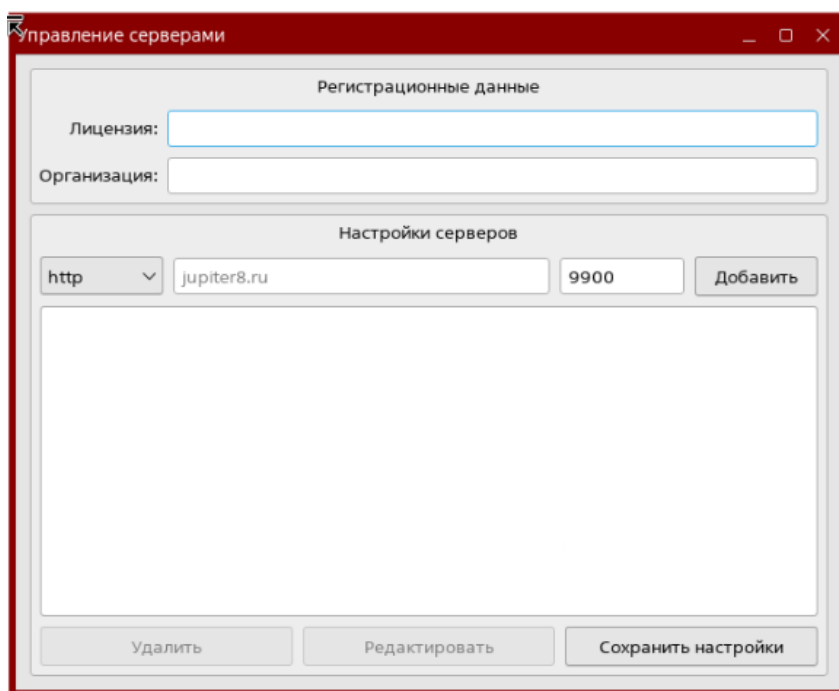 Управление серверами
Регистрационные данные
Лицензия:
Организация:
Настройки серверов
http jupiter8.ru 9900 Добавить
Удалить Редактировать Сохранить настройки